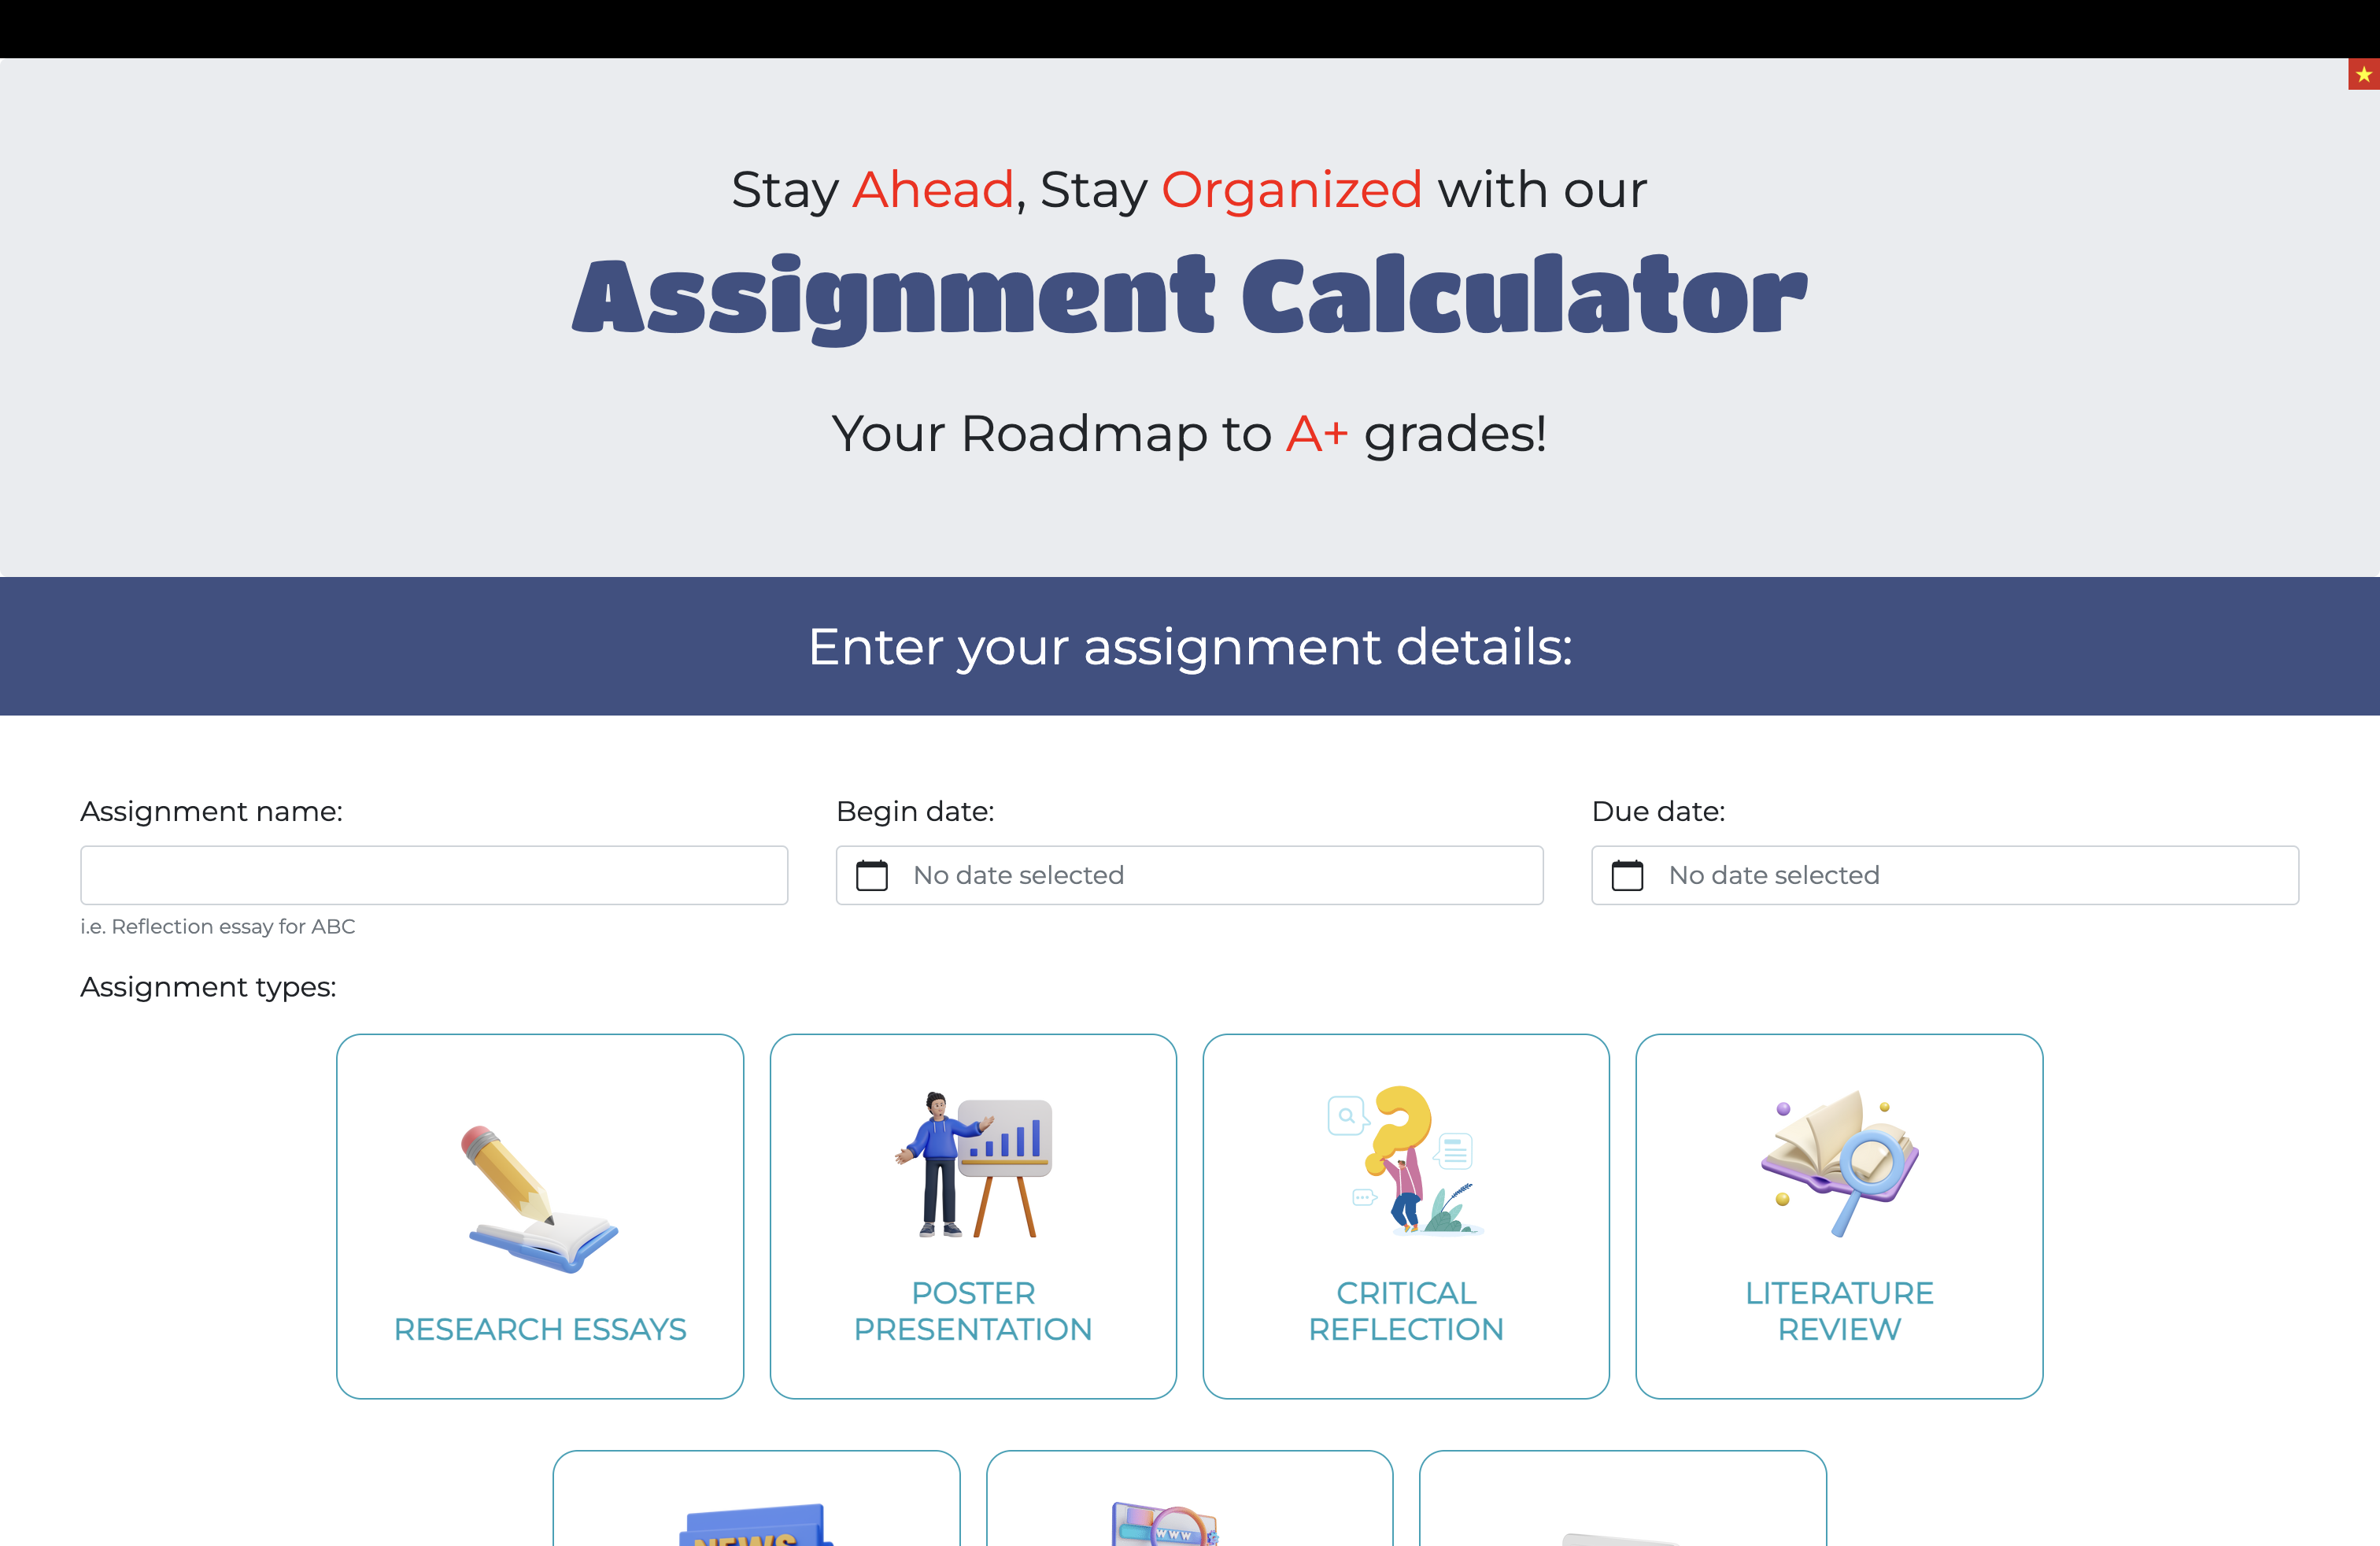 Stay Ahead, Stay Organized with our
Assignment Calculator
Your Roadmap to A+ grades!
Enter your assignment details:
Assignment name:
Begin date:
Due date:
No date selected
No date selected
i.e. Reflection essay for ABC
Assignment types:
RESEARCH ESSAYS
POSTER
PRESENTATION
CRITICAL
REFLECTION
LITERATURE
REVIEW
NEWS
WWW